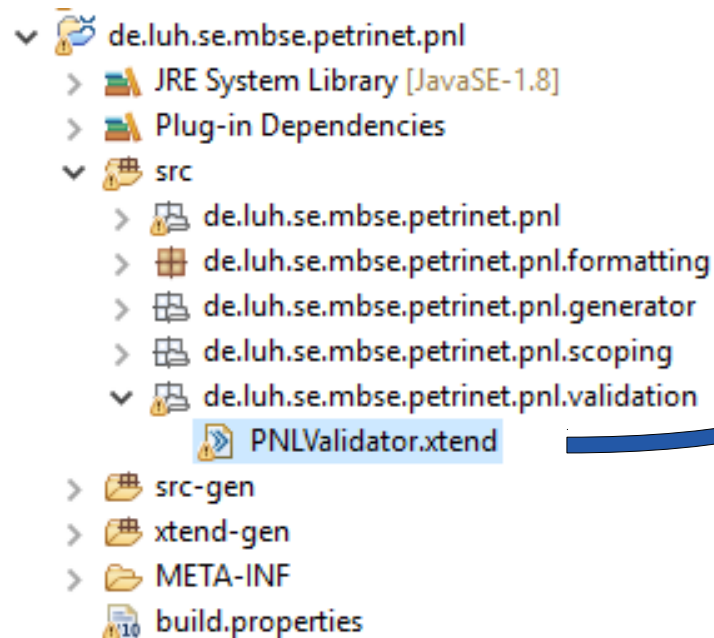 de.luh.se.mbse.petrinet.pnl
JRE System Library [JavaSE-1.8]
Plug-in Dependencies
src
de.luh.se.mbse.petrinet.pnl
de.luh.se.mbse.petrinet.pnl.formatting
de.luh.se.mbse.petrinet.pnl.generator
de.luh.se.mbse.petrinet.pnl.scoping
de.luh.se.mbse.petrinet.pnl.validation
PNLValidator.xtend
src-gen
xtend-gen
META-INF
build.properties